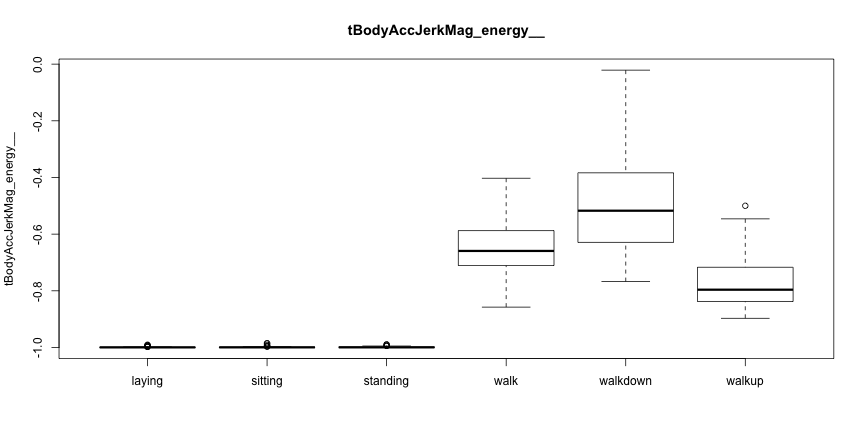 tBodyAccJerkMag_energy__
tBodyAccJerkMag_energy__
0.0
-0.2
-0.4
-0.6
-0.8
-1.0
laying sitting standing walk walkdown walkup